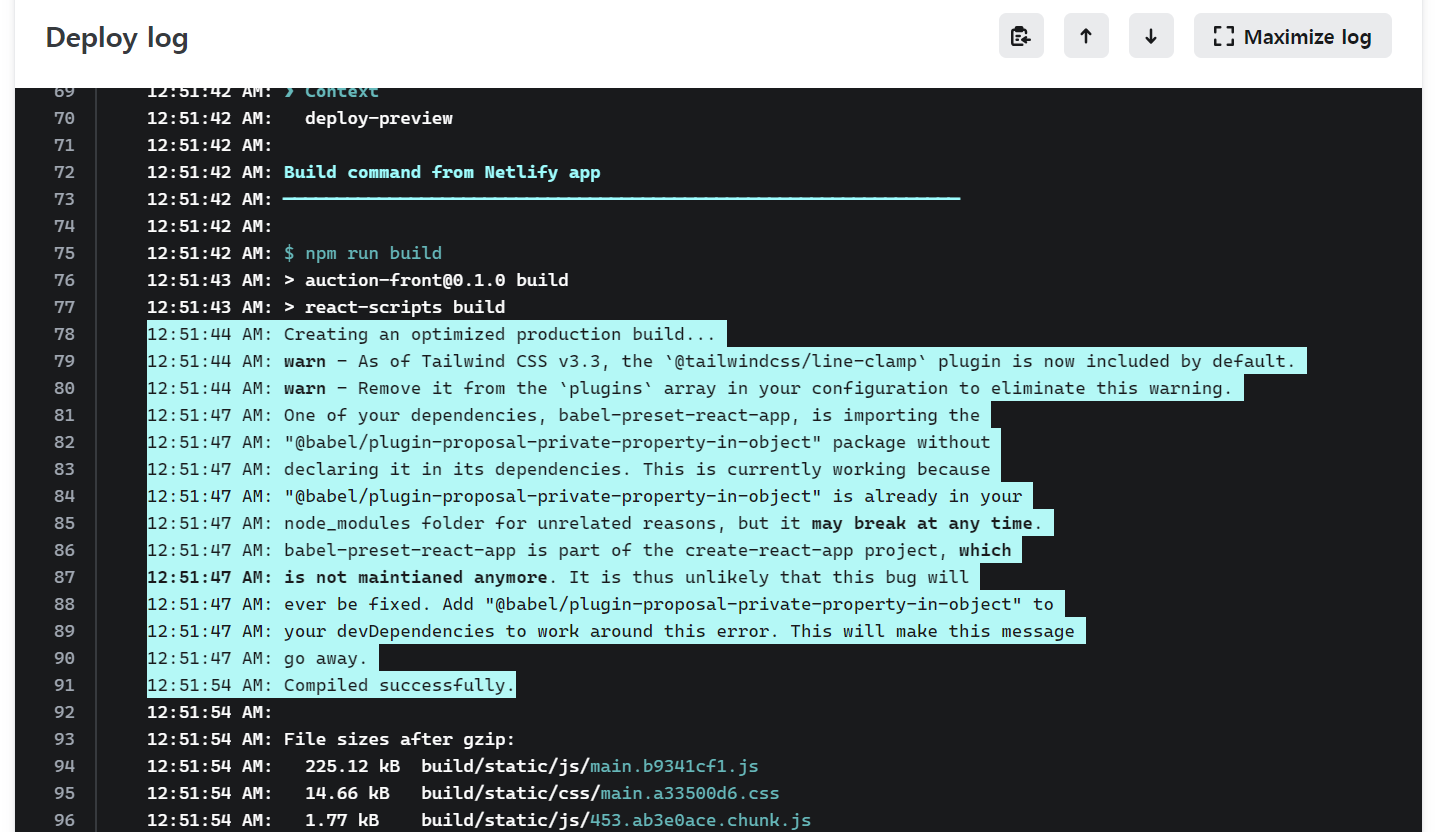 Deploy log
Maximize log
69 12:51:42 AM: ❯ Context
70 12:51:42 AM: deploy-preview
71 12:51:42 AM:
72 12:51:42 AM: Build command from Netlify app
73 12:51:42 AM: ────────────────────────────────────────────────────────────────
74 12:51:42 AM:
75 12:51:42 AM: $ npm run build
76 12:51:43 AM: > auction-front@0.1.0 build
77 12:51:43 AM: > react-scripts build
78 12:51:44 AM: Creating an optimized production build...
79 12:51:44 AM: warn - As of Tailwind CSS v3.3, the `@tailwindcss/line-clamp` plugin is now included by default.
80 12:51:44 AM: warn - Remove it from the `plugins` array in your configuration to eliminate this warning.
81 12:51:47 AM: One of your dependencies, babel-preset-react-app, is importing the
82 12:51:47 AM: "@babel/plugin-proposal-private-property-in-object" package without
83 12:51:47 AM: declaring it in its dependencies. This is currently working because
84 12:51:47 AM: "@babel/plugin-proposal-private-property-in-object" is already in your
85 12:51:47 AM: node_modules folder for unrelated reasons, but it may break at any time.
86 12:51:47 AM: babel-preset-react-app is part of the create-react-app project, which
87 12:51:47 AM: is not maintianed anymore. It is thus unlikely that this bug will
88 12:51:47 AM: ever be fixed. Add "@babel/plugin-proposal-private-property-in-object" to
89 12:51:47 AM: your devDependencies to work around this error. This will make this message
90 12:51:47 AM: go away.
91 12:51:54 AM: Compiled successfully.
92 12:51:54 AM:
93 12:51:54 AM: File sizes after gzip:
94 12:51:54 AM: 225.12 kB build/static/js/main.b9341cf1.js
95 12:51:54 AM: 14.66 kB build/static/css/main.a33500d6.css
96 12:51:54 AM: 1.77 kB build/static/js/453.ab3e0ace.chunk.js